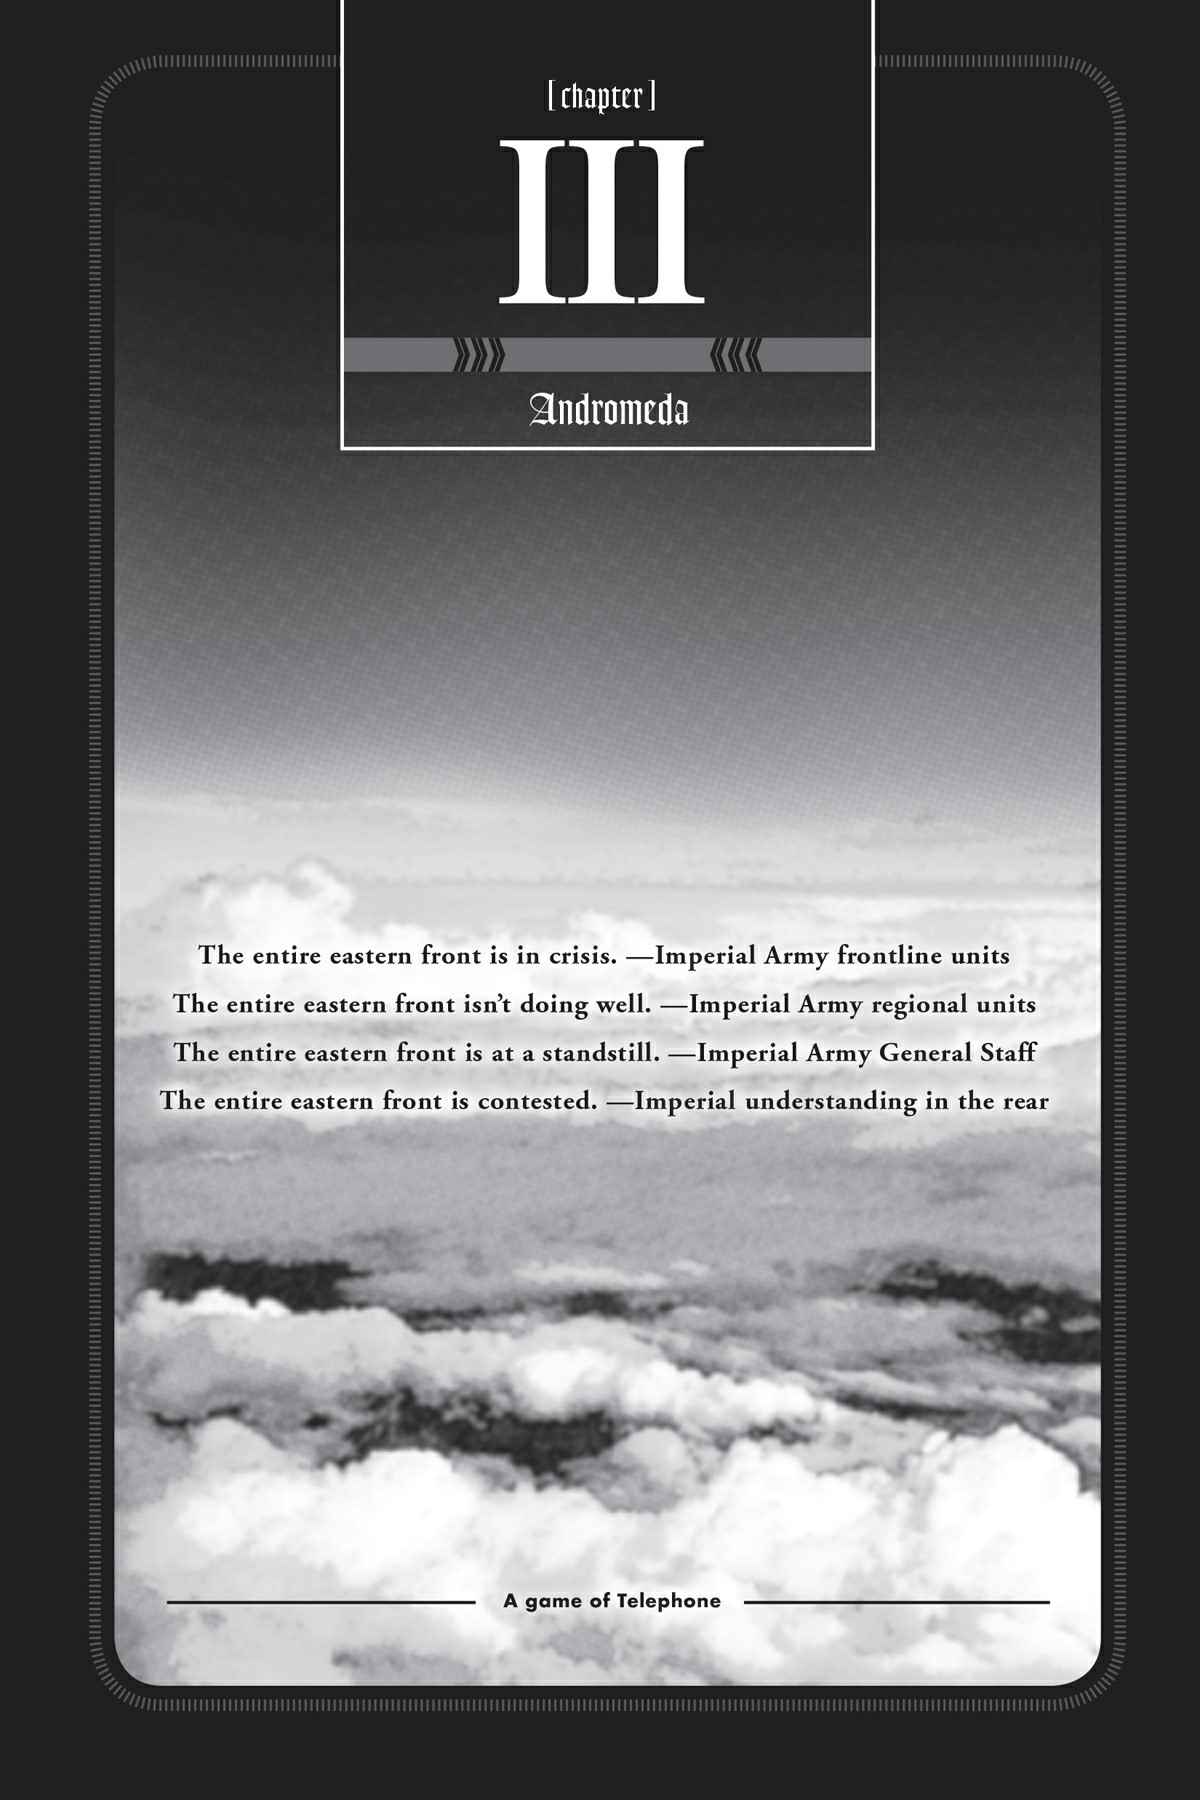 [chapter]
III
Andromeda
The entire eastern front is in crisis. —Imperial Army frontline units
The entire eastern front isn’t doing well. —Imperial Army regional units
The entire eastern front is at a standstill. —Imperial Army General Staff
The entire eastern front is contested. —Imperial understanding in the rear
A game of Telephone